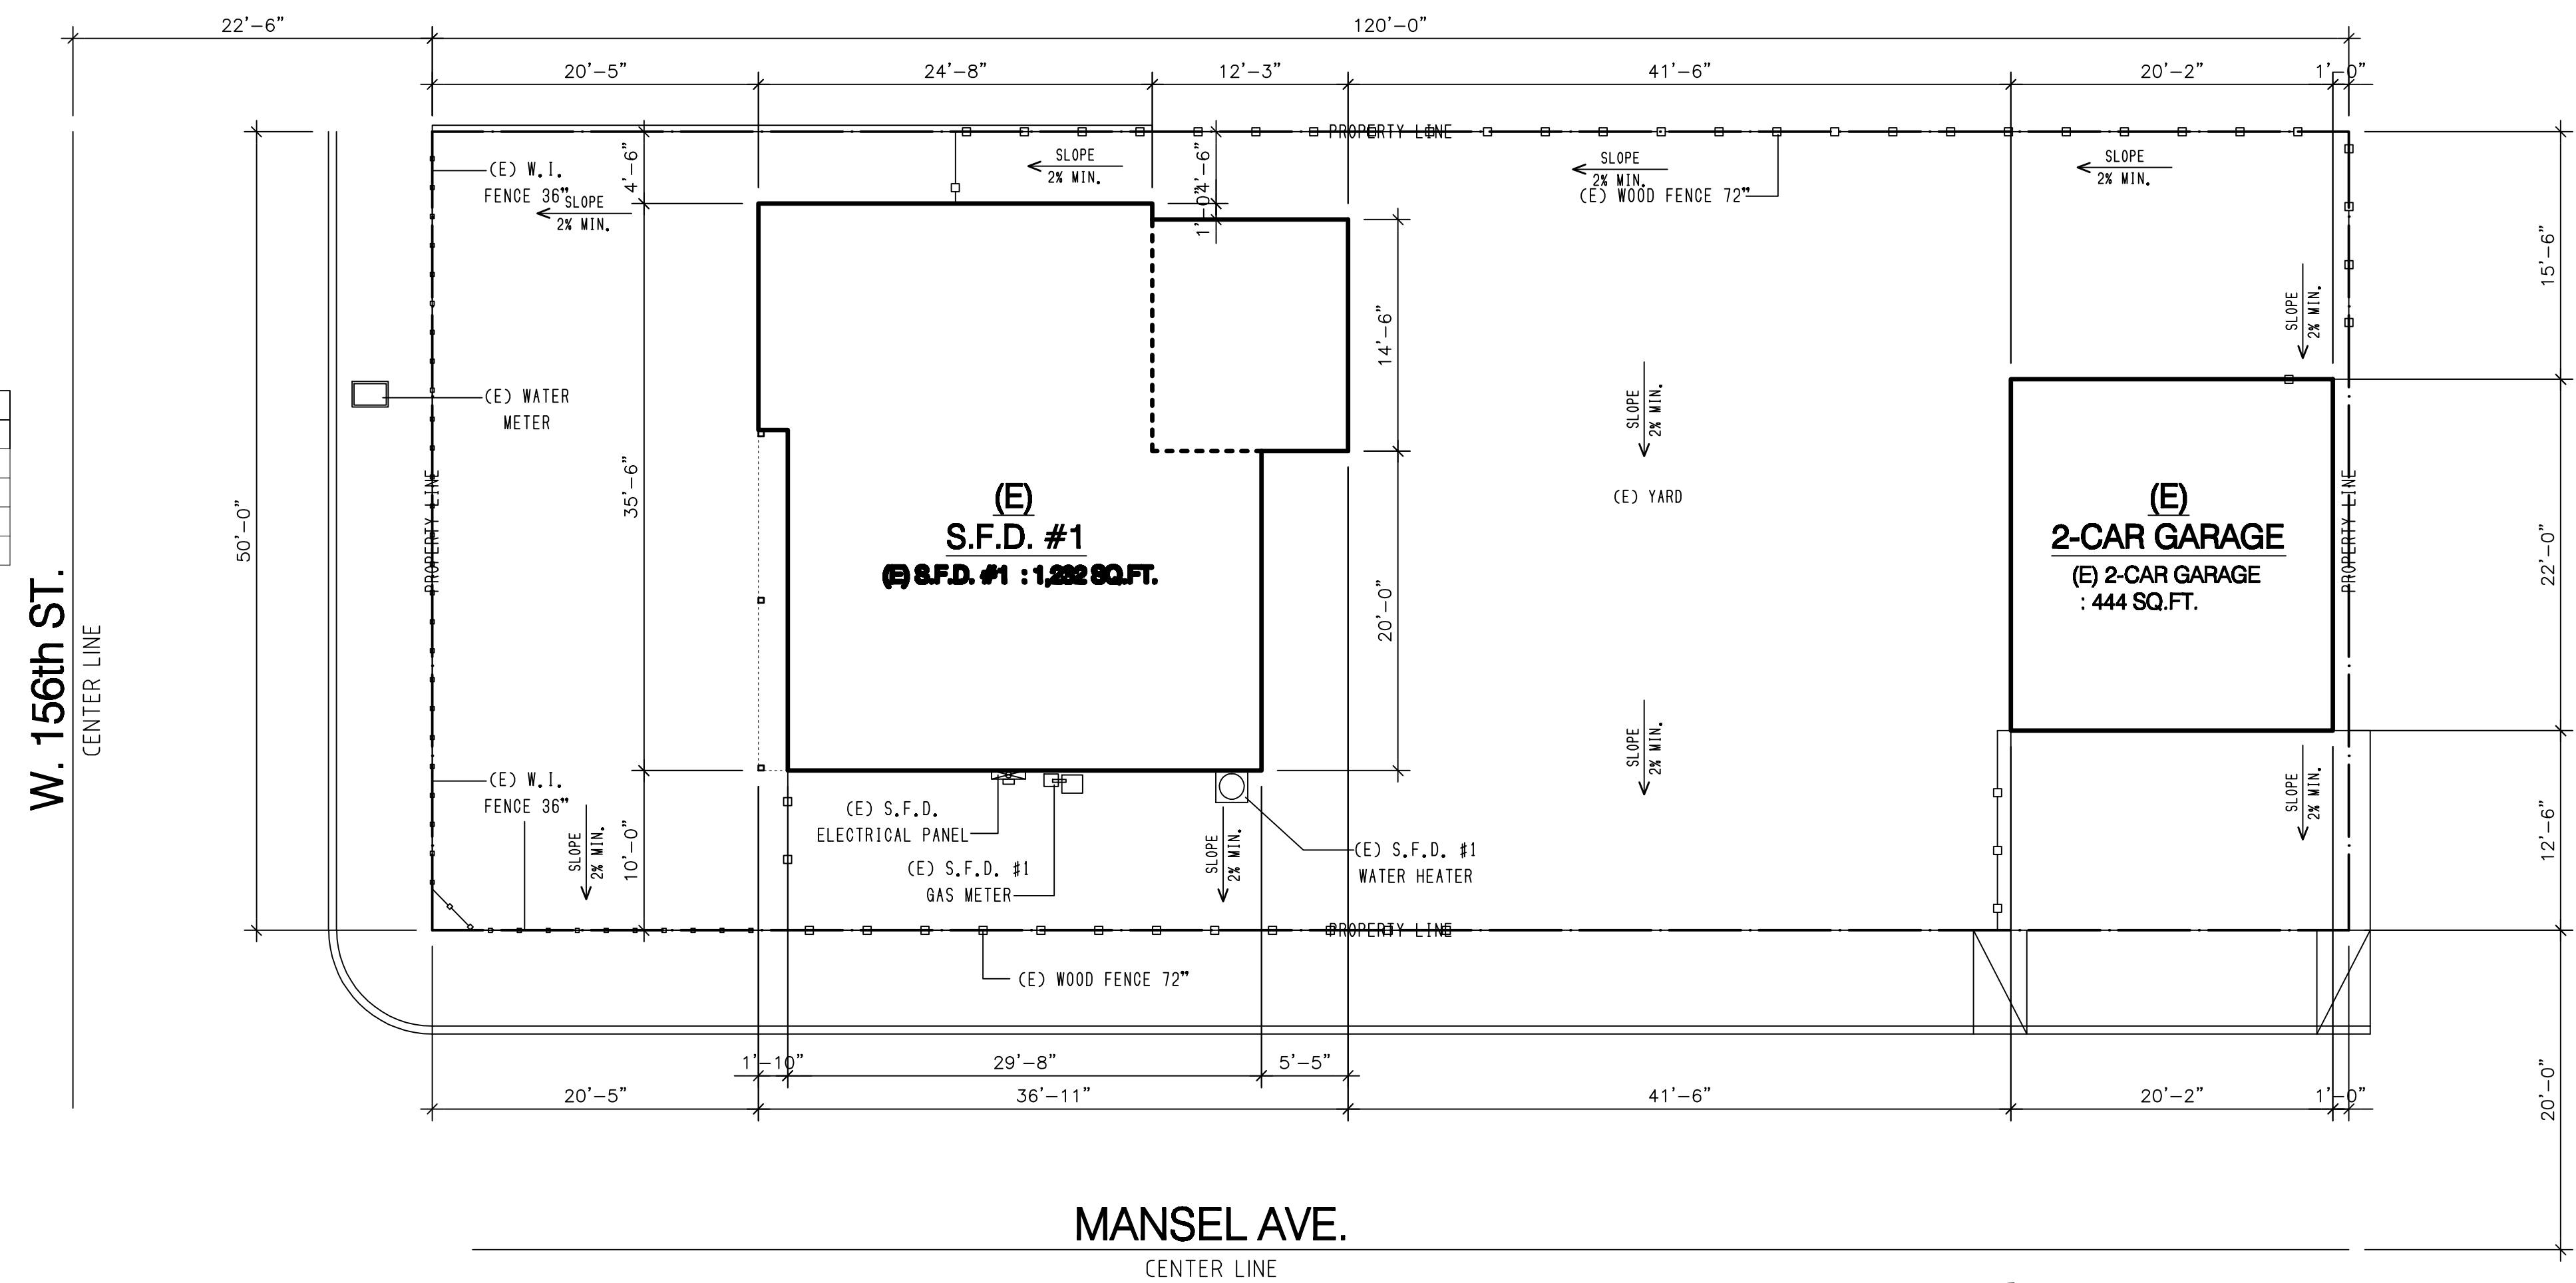 22'-6"
120'-0"
20'-5"
24'-8"
12'-3"
41'-6"
20'-2"
1'-0"
PROPERTY LINE
(E) W.I.
FENCE 36"
SLOPE
2% MIN.
4'-6"
SLOPE
2% MIN.
4'-6"
1'-0"
SLOPE
2% MIN.
(E) WOOD FENCE 72"
SLOPE
2% MIN.
15'-6"
SLOPE
2% MIN.
14'-6"
(E) WATER
METER
SLOPE
2% MIN.
50'-0"
PROPERTY LINE
35'-6"
(E)
S.F.D. #1
(E) S.F.D. #1 : SQ.FT.
(E) YARD
(E)
2-CAR GARAGE
(E) 2-CAR GARAGE
: 444 SQ.FT.
PROPERTY LINE
22'-0"
20'-0"
W. 156th ST.
CENTER LINE
SLOPE
2% MIN.
(E) W.I.
FENCE 36"
SLOPE
2% MIN.
10'-0"
(E) S.F.D.
ELECTRICAL PANEL
(E) S.F.D. #1
GAS METER
SLOPE
2% MIN.
(E) S.F.D. #1
WATER HEATER
SLOPE
2% MIN.
12'-6"
PROPERTY LINE
(E) WOOD FENCE 72"
1'-10"
29'-8"
5'-5"
20'-5"
36'-11"
41'-6"
20'-2"
1'-0"
20'-0"
MANSEL AVE.
CENTER LINE